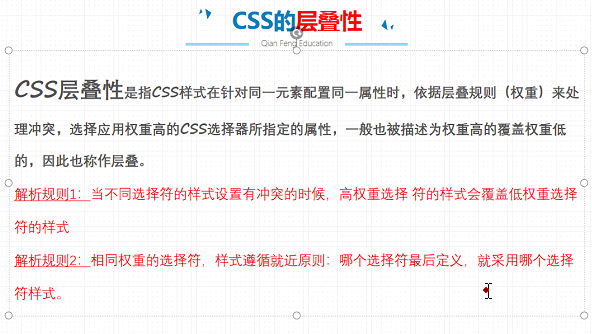 CSS的层叠性
Qian Feng Education
CSS层叠性是指CSS样式在针对同一元素配置同一属性时，依据层叠规则（权重）来处
理冲突，选择应用权重高的CSS选择器所指定的属性，一般也被描述为权重高的覆盖权重低
的，因此也称作层叠。
解析规则1：当不同选择符的样式设置有冲突的时候，高权重选择 符的样式会覆盖低权重选择
符的样式
解析规则2：相同权重的选择符，样式遵循就近原则：哪个选择符最后定义，就采用哪个选择
符样式。